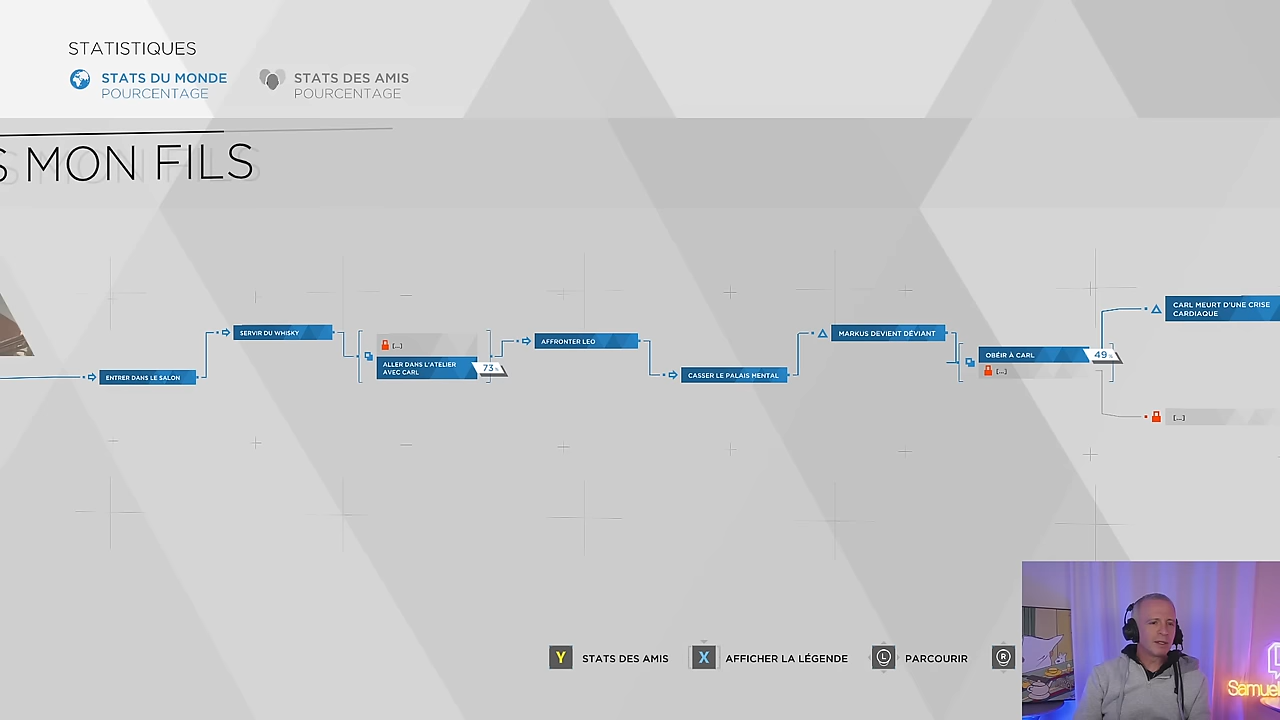 STATISTIQUES
STATS DU MONDE
POURCENTAGE
STATS DES AMIS
POURCENTAGE
S MON FILS
ENTRER DANS LE SALON
SERVIR DU WHISKY
[...]
ALLER DANS L'ATELIER
AVEC CARL
73%
AFFRONTER LEO
CASSER LE PALAIS MENTAL
MARKUS DEVIENT DÉVIANT
OBÉIR À CARL
49%
[...]
CARL MEURT D'UNE CRISE
CARDIAQUE
[...]
Y STATS DES AMIS
X AFFICHER LA LÉGENDE
L PARCOURIR
R
Samuel